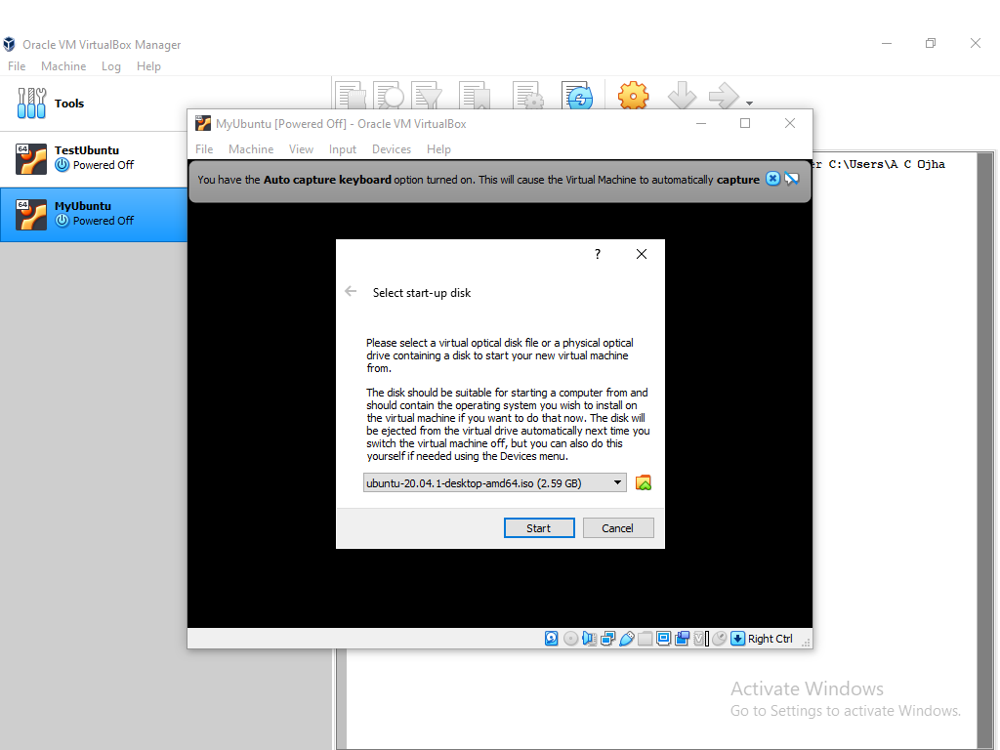 Oracle VM VirtualBox Manager
File Machine Log Help
Tools
64
TestUbuntu
Powered Off
64
MyUbuntu
Powered Off
er C:\Users\A C Ojha
MyUbuntu [Powered Off] - Oracle VM VirtualBox
File Machine View Input Devices Help
You have the Auto capture keyboard option turned on. This will cause the Virtual Machine to automatically capture
?
Select start-up disk
Please select a virtual optical disk file or a physical optical
drive containing a disk to start your new virtual machine
from.
The disk should be suitable for starting a computer from and
should contain the operating system you wish to install on
the virtual machine if you want to do that now. The disk will
be ejected from the virtual drive automatically next time you
switch the virtual machine off, but you can also do this
yourself if needed using the Devices menu.
ubuntu-20.04.1-desktop-amd64.iso (2.59 GB)
Start Cancel
Right Ctrl
Activate Windows
Go to Settings to activate Windows.